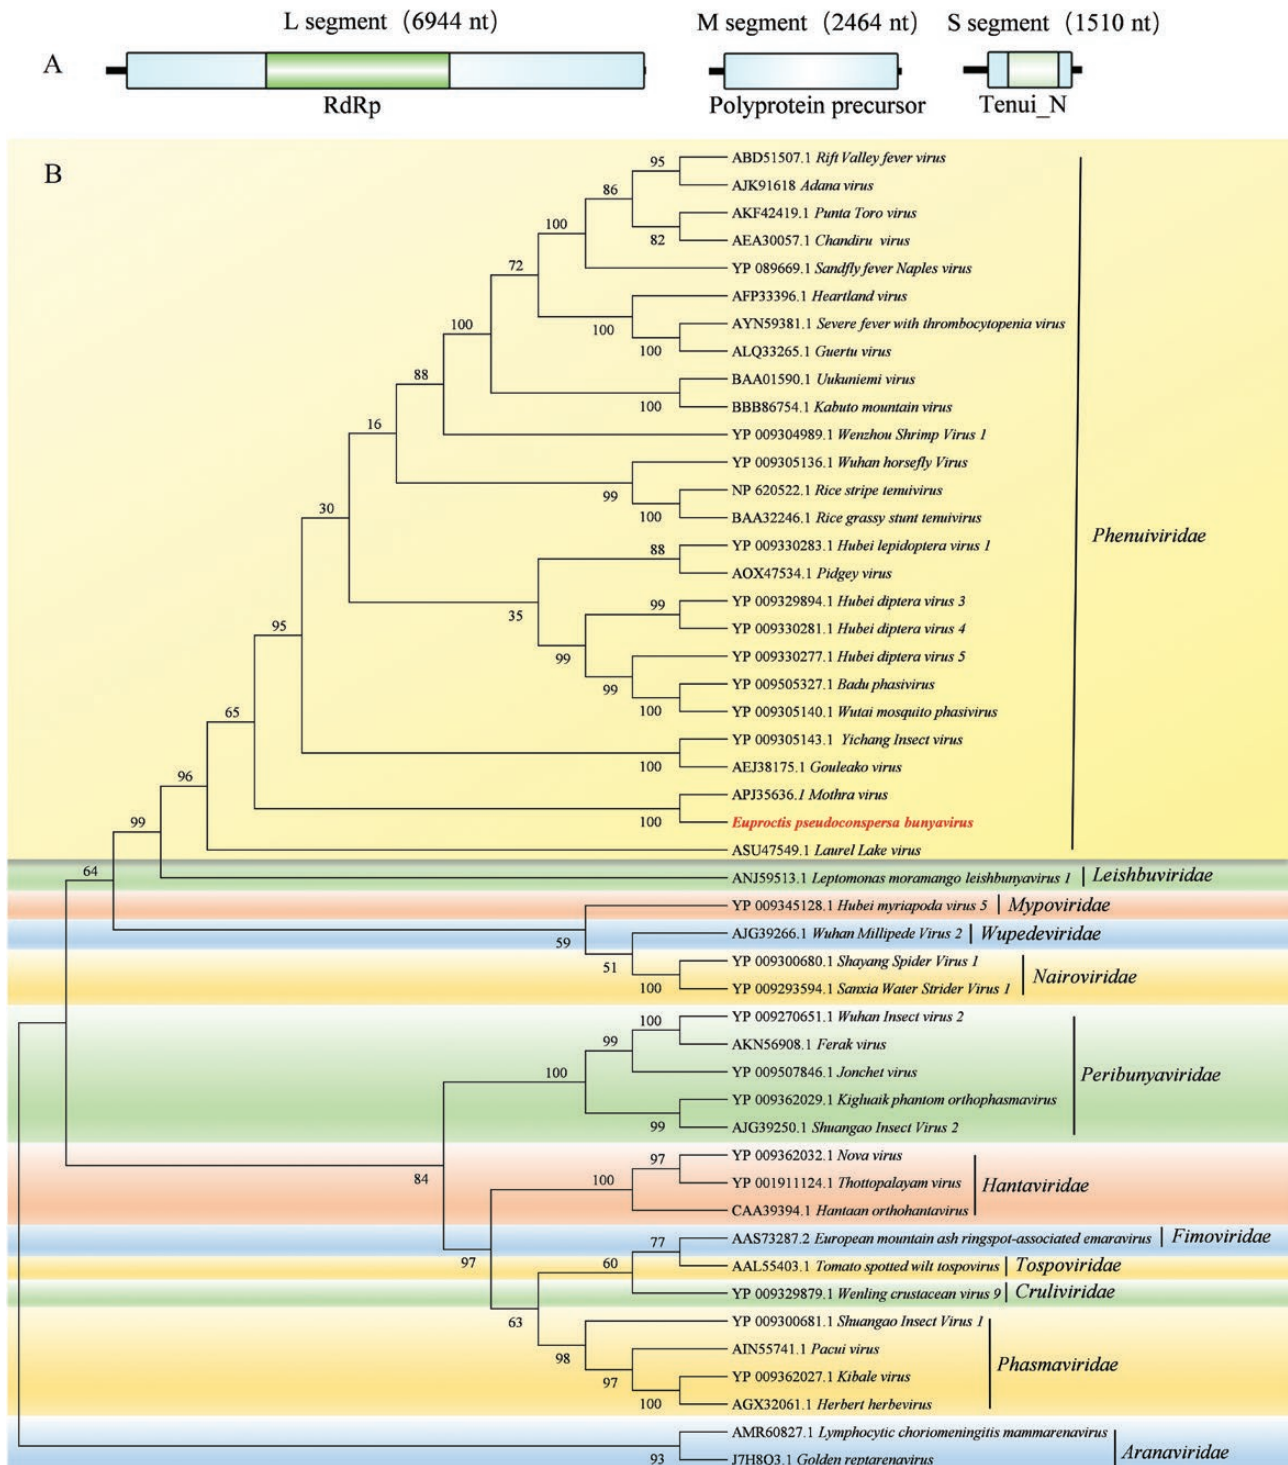 L segment (6944 nt)
M segment (2464 nt)
S segment (1510 nt)
A
RdRp
Polyprotein precursor
Tenui_N
B
ABD51507.1 Rift Valley fever virus
95
AJK91618 Adana virus
86
AKF42419.1 Punta Toro virus
100
82
AEA30057.1 Chandiru virus
72
YP 089669.1 Sandfly fever Naples virus
AFP33396.1 Heartland virus
100
100
AYN59381.1 Severe fever with thrombocytopenia virus
100
ALQ33265.1 Guertu virus
88
BAA01590.1 Uukuniemi virus
100
BBB86754.1 Kabuto mountain virus
16
YP 009304989.1 Wenzhou Shrimp Virus 1
YP 009305136.1 Wuhan horsefly Virus
99
NP 620522.1 Rice stripe tenuivirus
30
100
BAA32246.1 Rice grassy stunt tenuivirus
Phenuiviridae
YP 009330283.1 Hubei lepidoptera virus 1
88
AOX47534.1 Pidgey virus
YP 009329894.1 Hubei diptera virus 3
99
35
YP 009330281.1 Hubei diptera virus 4
95
99
YP 009330277.1 Hubei diptera virus 5
99
YP 009505327.1 Badu phasivirus
65
100
YP 009305140.1 Wutai mosquito phasivirus
YP 009305143.1 Yichang Insect virus
100
AEJ38175.1 Gouleako virus
96
APJ35636.1 Mothra virus
99
100
Euproctis pseudoconspersa bunyavirus
ASU47549.1 Laurel Lake virus
64
ANJ59513.1 Leptomonas moramango leishbunyavirus 1
Leishbuviridae
YP 009345128.1 Hubei myriapoda virus 5
Mypoviridae
59
AJG39266.1 Wuhan Millipede Virus 2
Wupedeviridae
51
YP 009300680.1 Shayang Spider Virus 1
Nairoviridae
100
YP 009293594.1 Sanxia Water Strider Virus 1
YP 009270651.1 Wuhan Insect virus 2
100
99
AKN56908.1 Ferak virus
100
YP 009507846.1 Jonchet virus
Peribunyaviridae
YP 009362029.1 Kigluaik phantom orthophasmavirus
99
AJG39250.1 Shuangao Insect Virus 2
YP 009362032.1 Nova virus
97
84
100
YP 001911124.1 Thottopalayam virus
Hantaviridae
CAA39394.1 Hantaan orthohantavirus
77
AAS73287.2 European mountain ash ringspot-associated emaravirus
Fimoviridae
97
60
AAL55403.1 Tomato spotted wilt tospovirus
Tospoviridae
YP 009329879.1 Wenling crustacean virus 9
Cruliviridae
63
YP 009300681.1 Shuangao Insect Virus 1
98
AIN55741.1 Pacui virus
Phasmaviridae
97
YP 009362027.1 Kibale virus
100
AGX32061.1 Herbert herbevirus
AMR60827.1 Lymphocytic choriomeningitis mammarenavirus
Aranaviridae
93
J7H8O3.1 Golden reptarenavirus